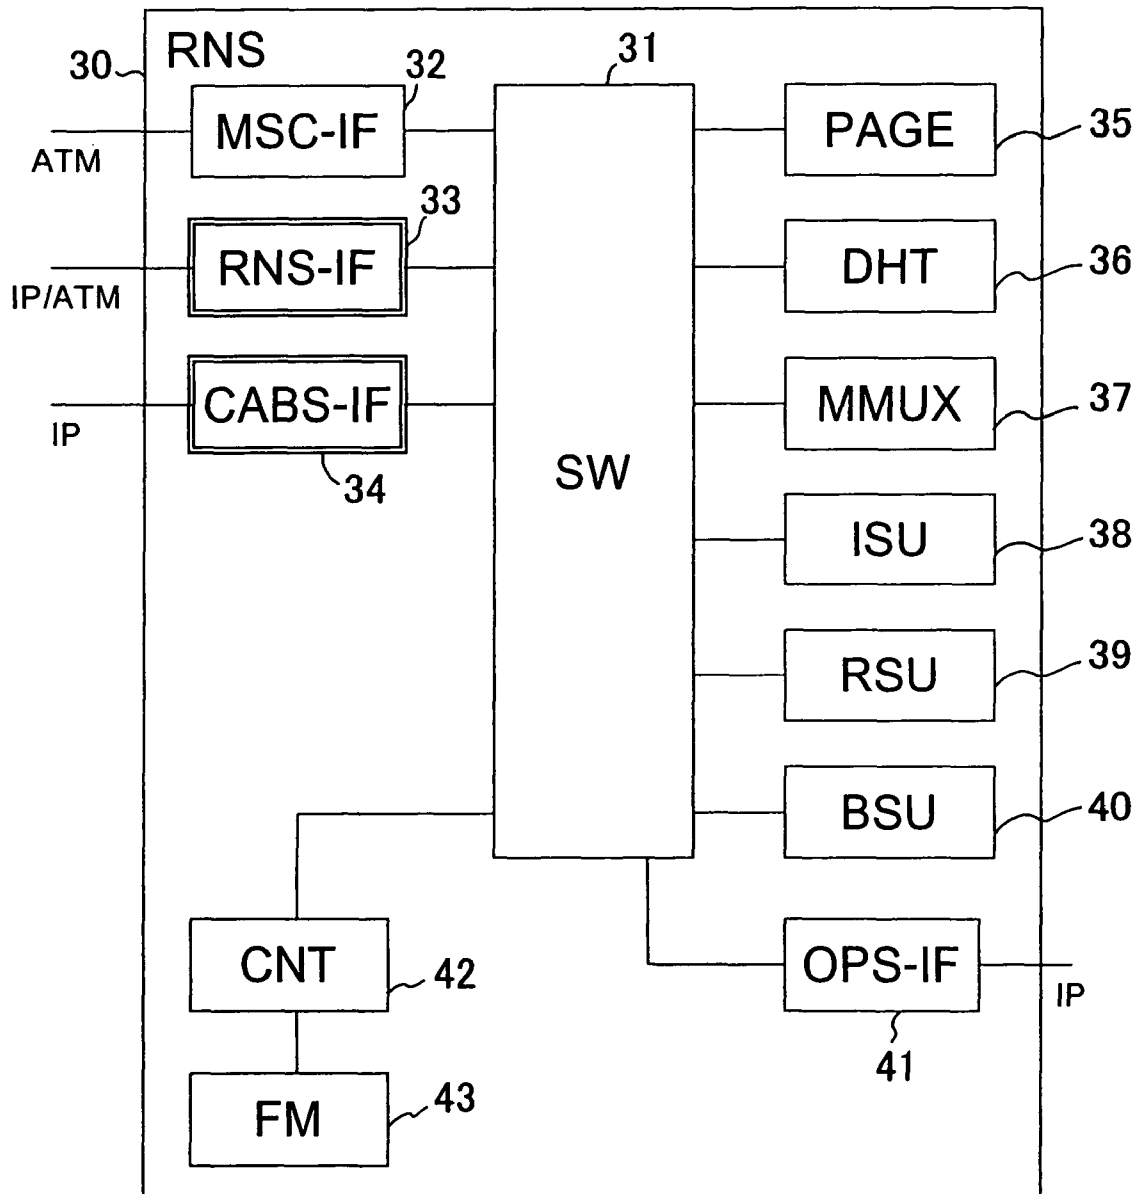 RNS
30
32
31
MSC-IF
PAGE
35
ATM
33
RNS-IF
DHT
36
IP/ATM
CABS-IF
MMUX
37
IP
34
SW
ISU
38
RSU
39
BSU
40
CNT
42
OPS-IF
IP
41
FM
43